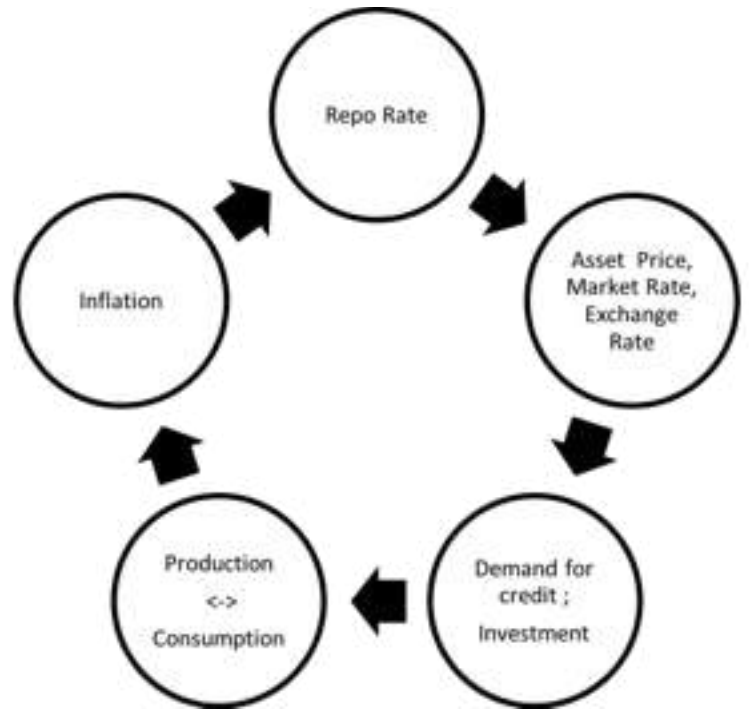 Repo Rate
Asset Price,
Market Rate,
Exchange
Rate
Demand for
credit ;
Investment
Production
<->
Consumption
Inflation